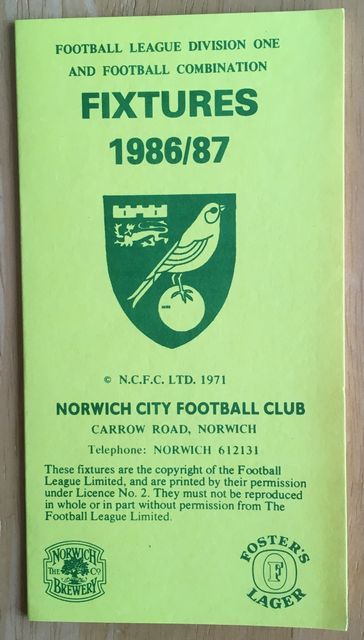 FOOTBALL LEAGUE DIVISION ONE
AND FOOTBALL COMBINATION
FIXTURES
1986/87
© N.C.F.C. LTD. 1971
NORWICH CITY FOOTBALL CLUB
CARROW ROAD, NORWICH
Telephone: NORWICH 612131
These fixtures are the copyright of the Football
League Limited, and are printed by their permission
under Licence No. 2. They must not be reproduced
in whole or in part without permission from The
Football League Limited.
NORWICH
THE Co
BREWERY
FOSTER'S
F
LAGER